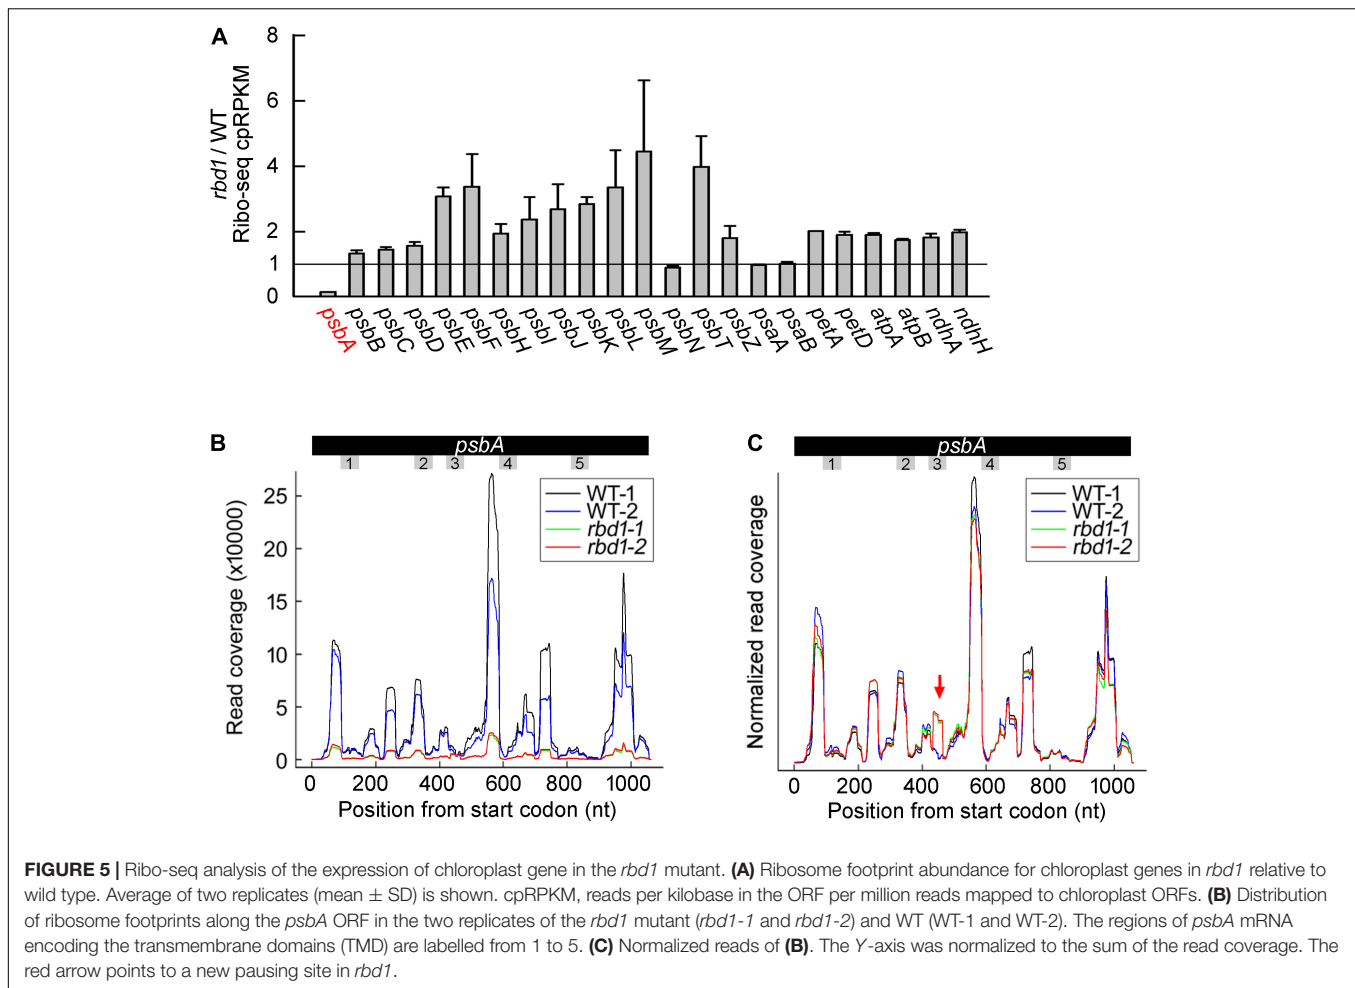 A
rbd1 / WT
Ribo-seq cpRPKM
8
6
4
2
1
0
psbA psbB psbC psbD psbE psbF psbH psbI psbJ psbK psbL psbM psbN psbT psbZ psaA psaB petA petD atpA atpB ndhA ndhH
B
psbA
1 2 3 4 5
Read coverage (x10000)
25
20
15
10
5
0
WT-1
WT-2
rbd1-1
rbd1-2
0 200 400 600 800 1000
Position from start codon (nt)
C
psbA
1 2 3 4 5
Normalized read coverage
WT-1
WT-2
rbd1-1
rbd1-2
0 200 400 600 800 1000
Position from start codon (nt)
FIGURE 5 | Ribo-seq analysis of the expression of chloroplast gene in the rbd1 mutant. (A) Ribosome footprint abundance for chloroplast genes in rbd1 relative to
wild type. Average of two replicates (mean ± SD) is shown. cpRPKM, reads per kilobase in the ORF per million reads mapped to chloroplast ORFs. (B) Distribution
of ribosome footprints along the psbA ORF in the two replicates of the rbd1 mutant (rbd1-1 and rbd1-2) and WT (WT-1 and WT-2). The regions of psbA mRNA
encoding the transmembrane domains (TMD) are labelled from 1 to 5. (C) Normalized reads of (B). The Y-axis was normalized to the sum of the read coverage. The
red arrow points to a new pausing site in rbd1.